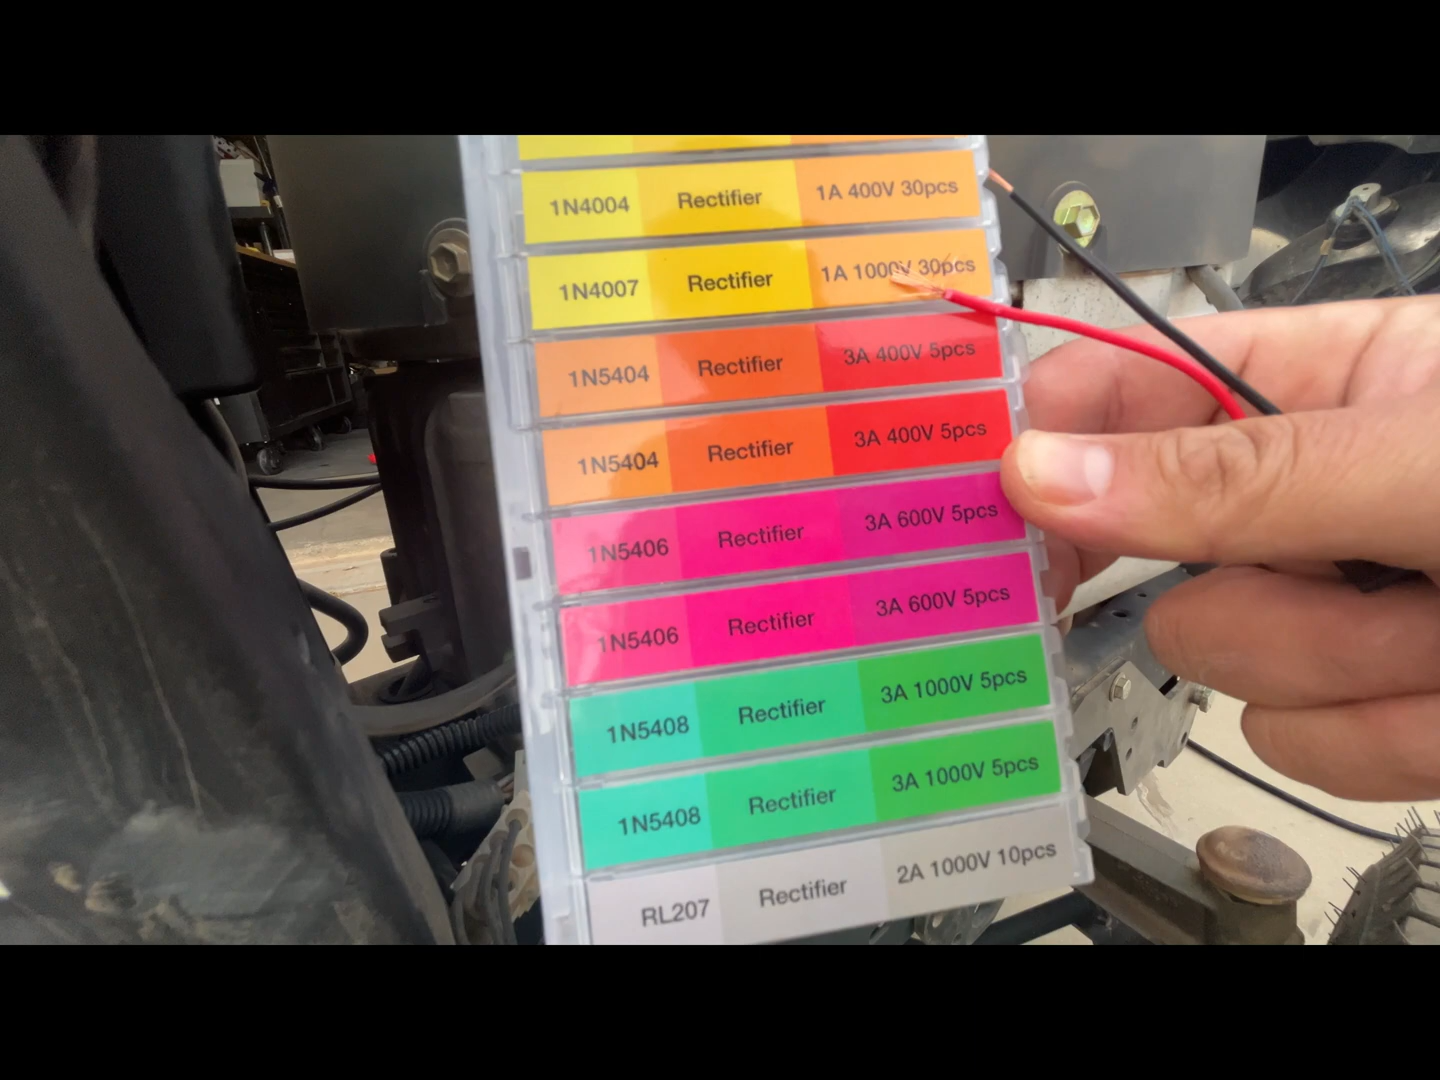 1N4004 Rectifier 1A 400V 30pcs
1N4007 Rectifier 1A 1000V 30pcs
1N5404 Rectifier 3A 400V 5pcs
1N5404 Rectifier 3A 400V 5pcs
1N5406 Rectifier 3A 600V 5pcs
1N5406 Rectifier 3A 600V 5pcs
1N5408 Rectifier 3A 1000V 5pcs
1N5408 Rectifier 3A 1000V 5pcs
RL207 Rectifier 2A 1000V 10pcs